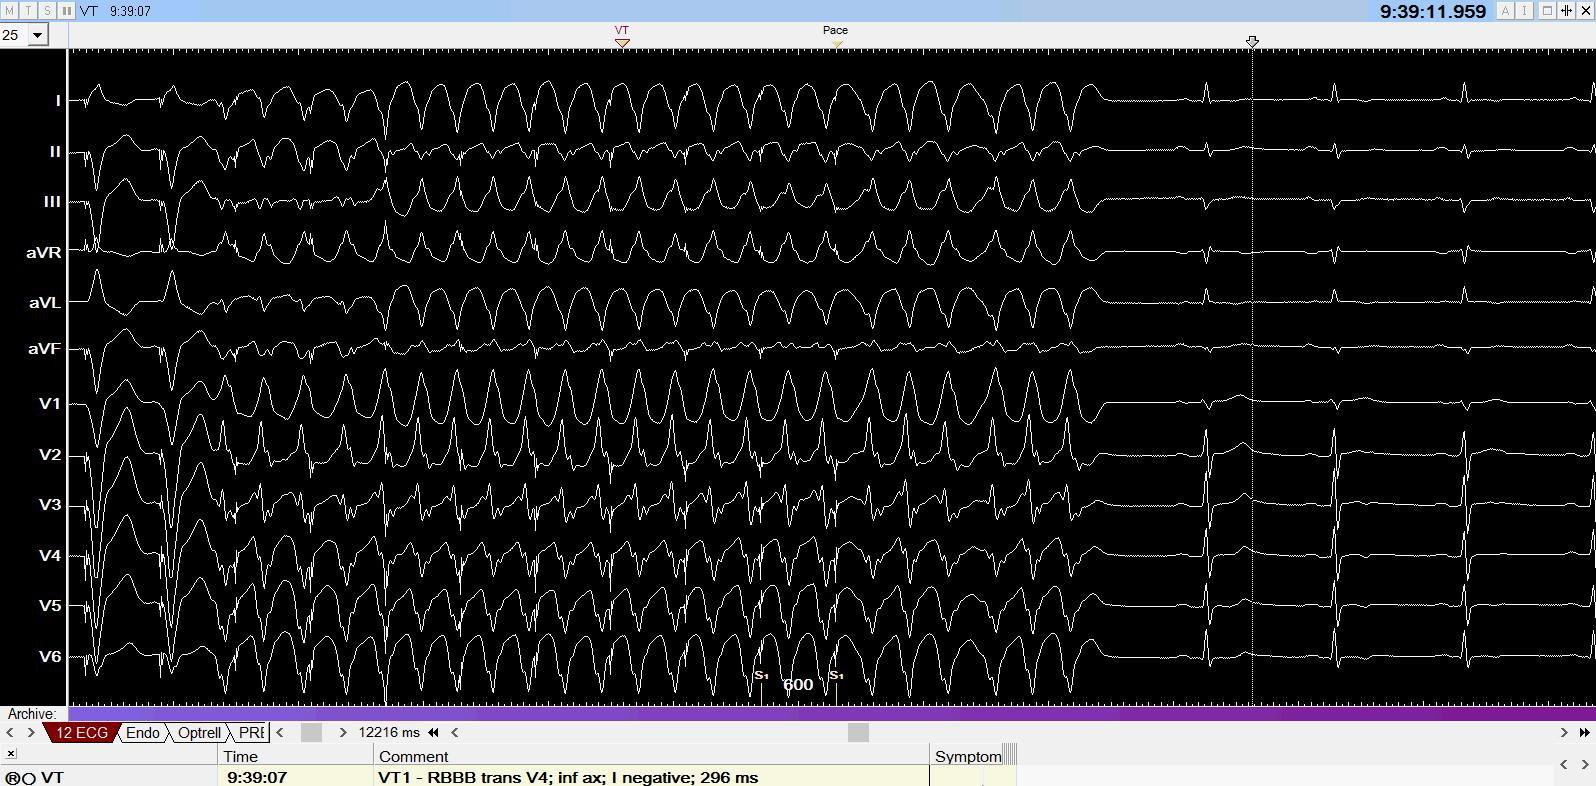 M T S VT 9:39:07 9:39:11.959 A I
25 VT Pace
I
II
III
aVR
aVL
aVF
V1
V2
V3
V4
V5
V6
S1 600 S1
Archive:
12 ECG Endo Optrell PRE 12216 ms
Time Comment Symptom
® VT 9:39:07 VT1 - RBBB trans V4; inf ax; I negative; 296 ms